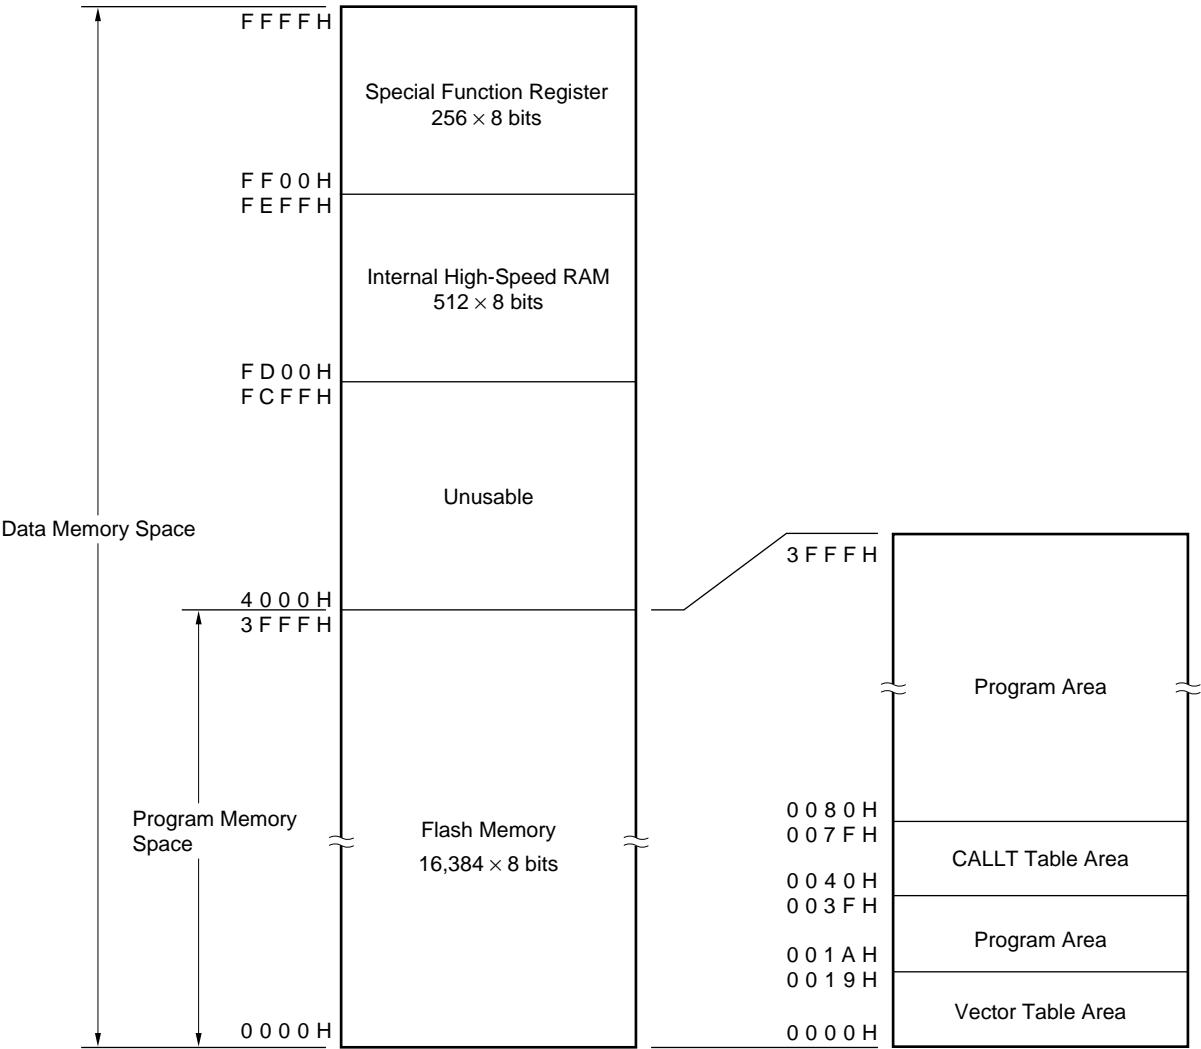 FFFFH
Special Function Register
256 × 8 bits
FF00H
FEFFH
Internal High-Speed RAM
512 × 8 bits
FD00H
FCFFH
Unusable
Data Memory Space
4000H
3FFFH
Program Memory
Space
Flash Memory
16,384 × 8 bits
0000H
3FFFH
Program Area
0080H
007FH
CALLT Table Area
0040H
003FH
Program Area
001AH
0019H
Vector Table Area
0000H